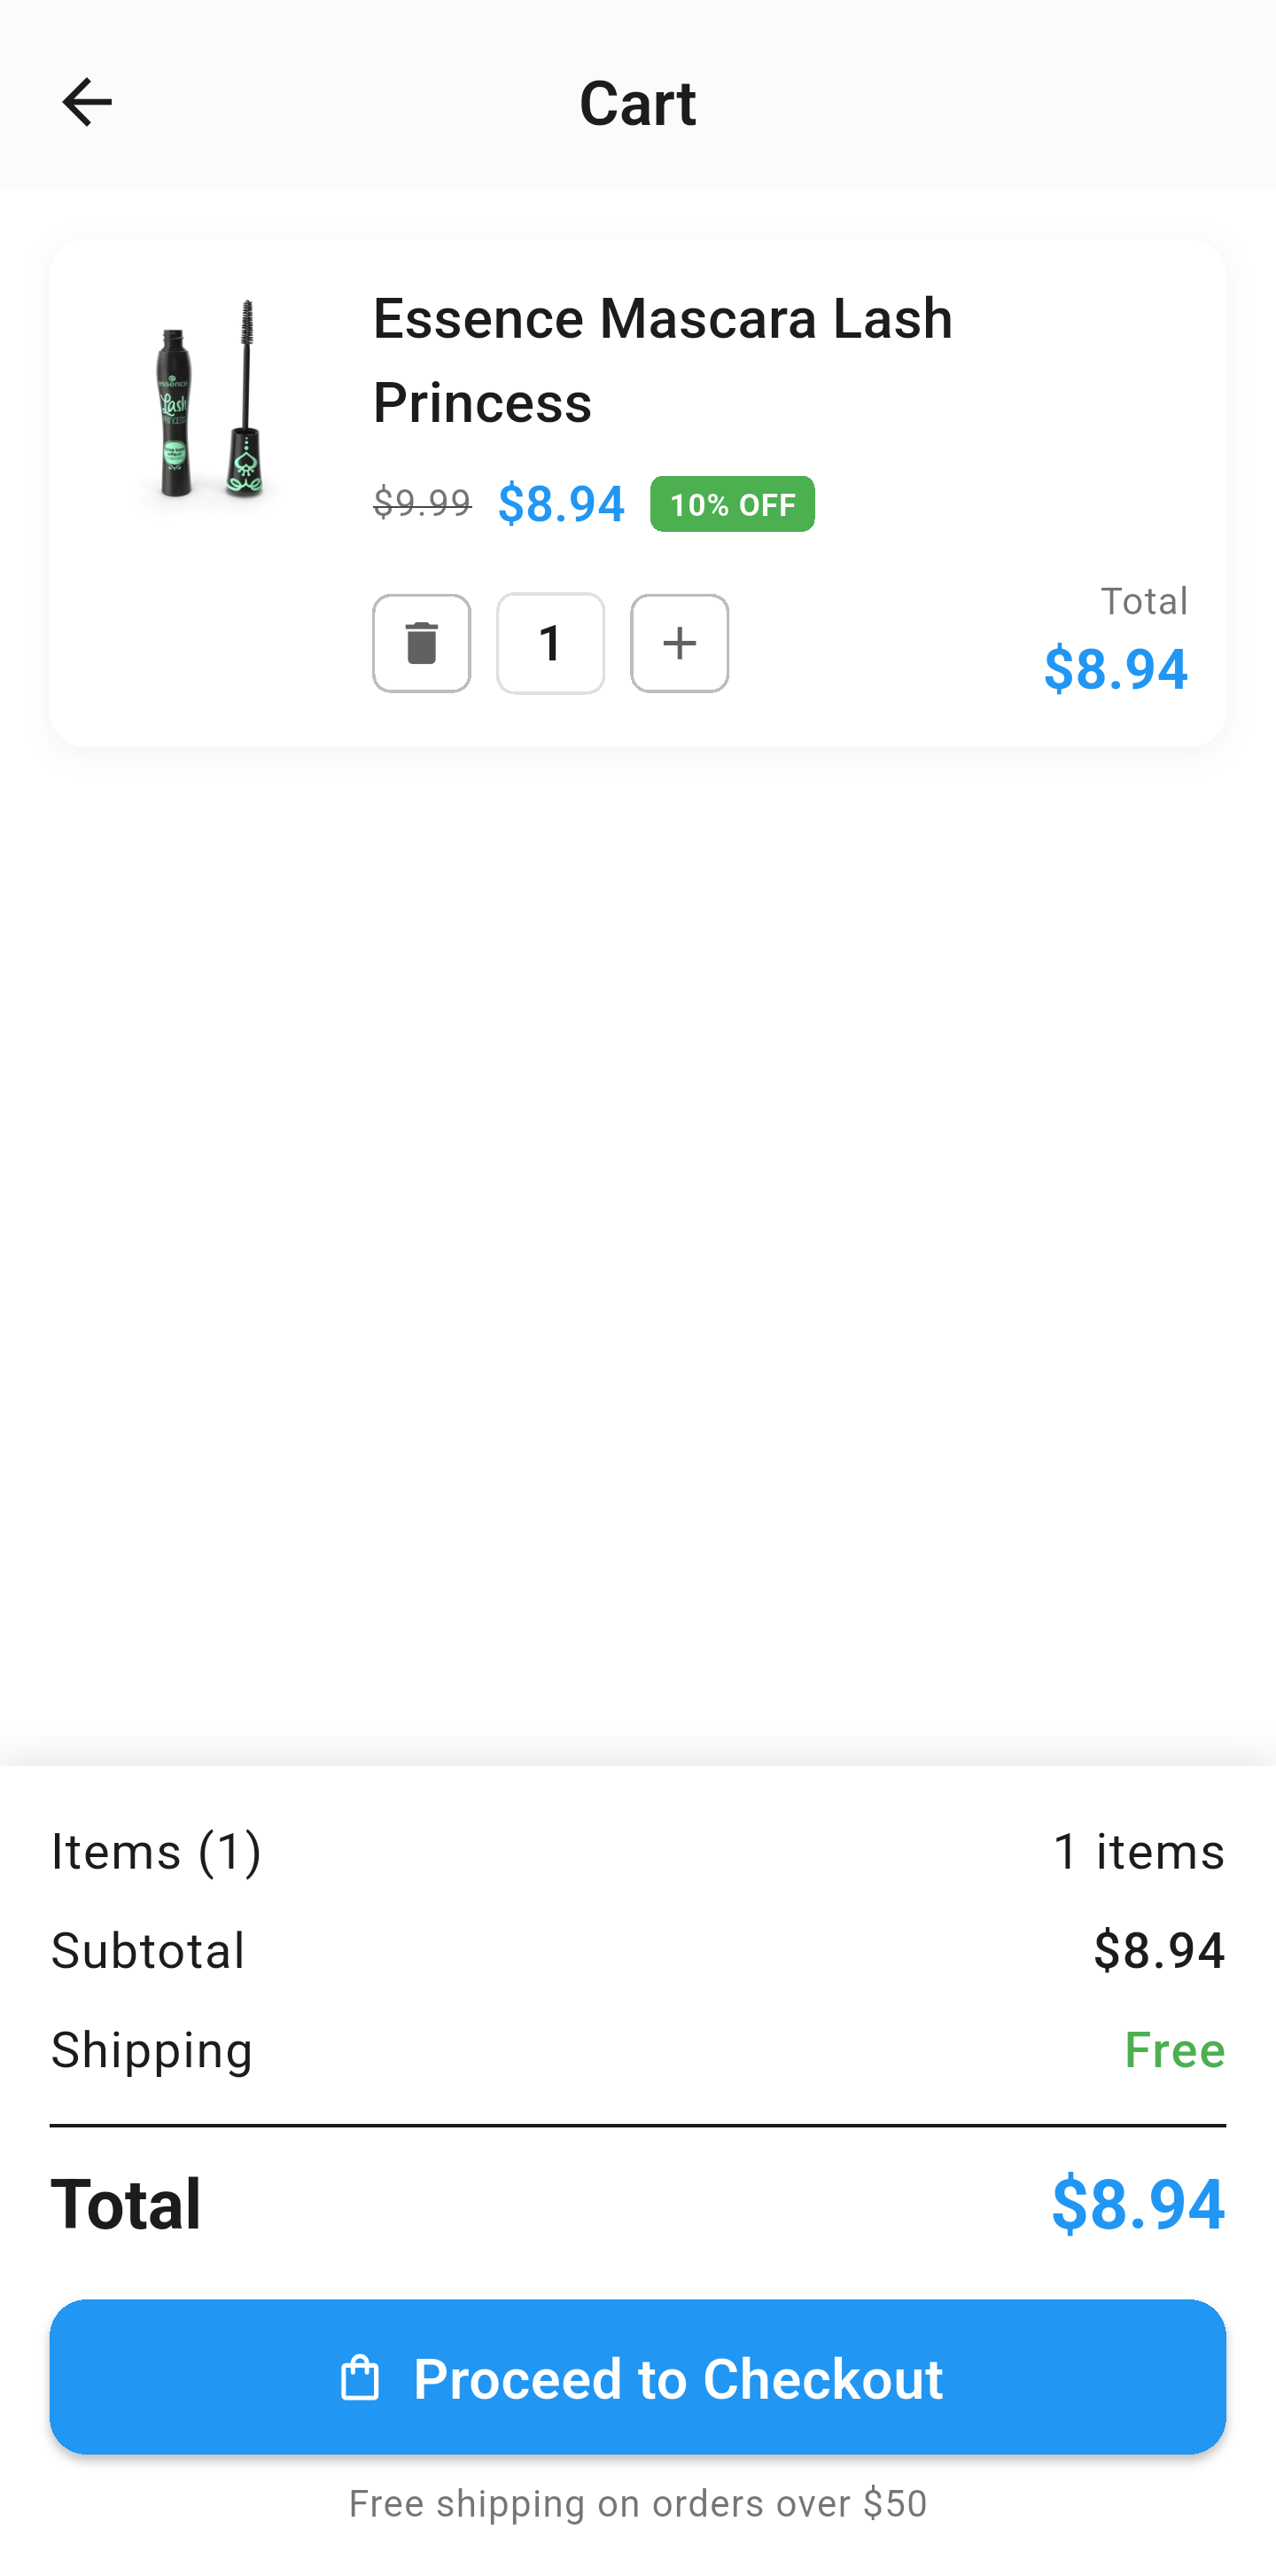 Cart
essence
Lash
PRINCESS
Essence Mascara Lash
Princess
$9.99 $8.94 10% OFF
1
Total
$8.94
Items (1) 1 items
Subtotal $8.94
Shipping Free
Total $8.94
Proceed to Checkout
Free shipping on orders over $50